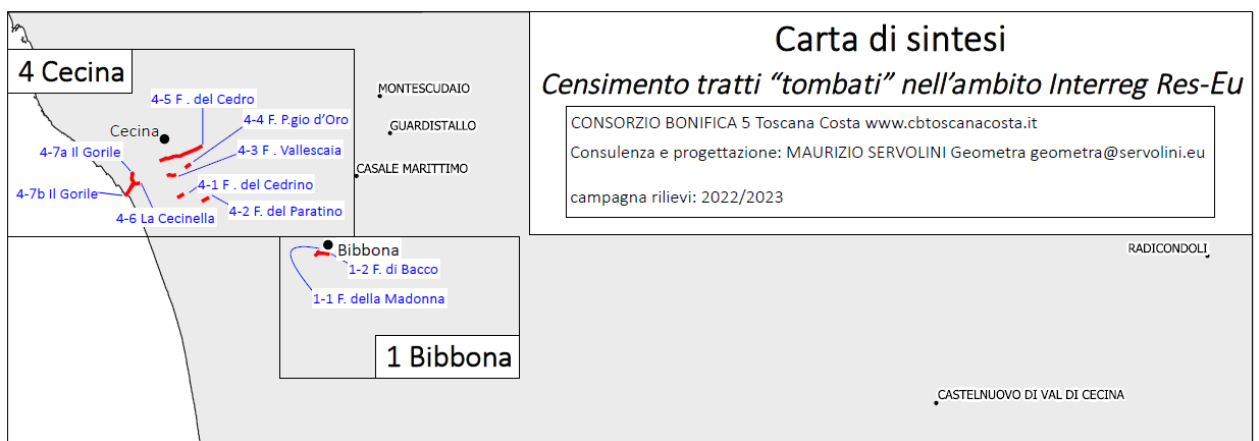 Carta di sintesi
Censimento tratti “tombati” nell’ambito Interreg Res-Eu
CONSORZIO BONIFICA 5 Toscana Costa www.cbtoscanacosta.it
Consulenza e progettazione: MAURIZIO SERVOLINI Geometra geometra@servolini.eu
campagna rilievi: 2022/2023
4 Cecina
MONTESCUDAIO
4-5 F . del Cedro
4-4 F. P.gio d’Oro
GUARDISTALLO
Cecina
4-7a Il Gorile
4-3 F . Vallescaia
CASALE MARITTIMO
4-1 F . del Cedrino
4-7b Il Gorile
4-2 F. del Paratino
4-6 La Cecinella
Bibbona
1-2 F. di Bacco
1-1 F. della Madonna
1 Bibbona
RADICONDOLI
CASTELNUOVO DI VAL DI CECINA